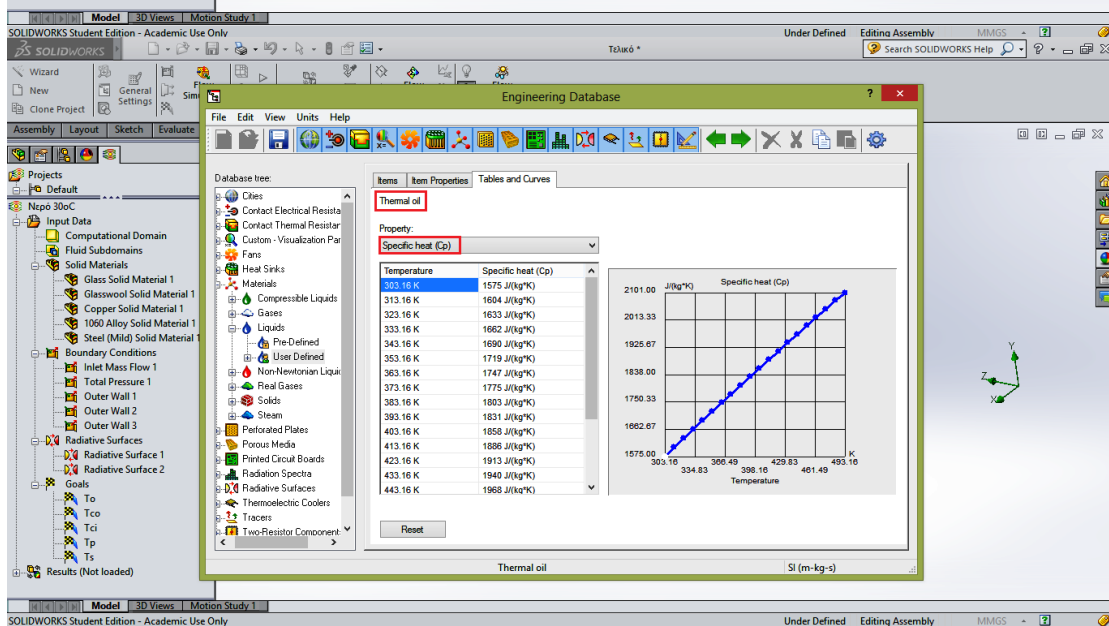 Model 3D Views Motion Study 1
SOLIDWORKS Student Edition - Academic Use Only Under Defined Editing Assembly MMGS
SOLIDWORKS Τελικό * Search SOLIDWORKS Help
Wizard
New
Clone Project
General Settings
Assembly Layout Sketch Evaluate
Projects
Default
Νερό 30oC
Input Data
Computational Domain
Fluid Subdomains
Solid Materials
Glass Solid Material 1
Glasswool Solid Material 1
Copper Solid Material 1
1060 Alloy Solid Material 1
Steel (Mild) Solid Material 1
Boundary Conditions
Inlet Mass Flow 1
Total Pressure 1
Outer Wall 1
Outer Wall 2
Outer Wall 3
Radiative Surfaces
Radiative Surface 1
Radiative Surface 2
Goals
To
Tco
Tci
Tp
Ts
Results (Not loaded)
Engineering Database
File Edit View Units Help
Database tree:
Cities
Contact Electrical Resista
Contact Thermal Resistar
Custom - Visualization Par
Fans
Heat Sinks
Materials
Compressible Liquids
Gases
Liquids
Pre-Defined
User Defined
Non-Newtonian Liquic
Real Gases
Solids
Steam
Perforated Plates
Porous Media
Printed Circuit Boards
Radiation Spectra
Radiative Surfaces
Thermoelectric Coolers
Tracers
Two-Resistor Component:
Items Item Properties Tables and Curves
Thermal oil
Property:
Specific heat (Cp)
Temperature Specific heat (Cp)
303.16 K 1575 J/(kg*K)
313.16 K 1604 J/(kg*K)
323.16 K 1633 J/(kg*K)
333.16 K 1662 J/(kg*K)
343.16 K 1690 J/(kg*K)
353.16 K 1719 J/(kg*K)
363.16 K 1747 J/(kg*K)
373.16 K 1775 J/(kg*K)
383.16 K 1803 J/(kg*K)
393.16 K 1831 J/(kg*K)
403.16 K 1858 J/(kg*K)
413.16 K 1886 J/(kg*K)
423.16 K 1913 J/(kg*K)
433.16 K 1940 J/(kg*K)
443.16 K 1968 J/(kg*K)
Reset
Specific heat (Cp)
J/(kg*K)
2101.00
2013.33
1925.67
1838.00
1750.33
1662.67
1575.00
K
303.16 366.49 429.83 493.16
334.83 398.16 461.49
Temperature
Y
Z
X
Thermal oil SI (m-kg-s)
Model 3D Views Motion Study 1
SOLIDWORKS Student Edition - Academic Use Only Under Defined Editing Assembly MMGS